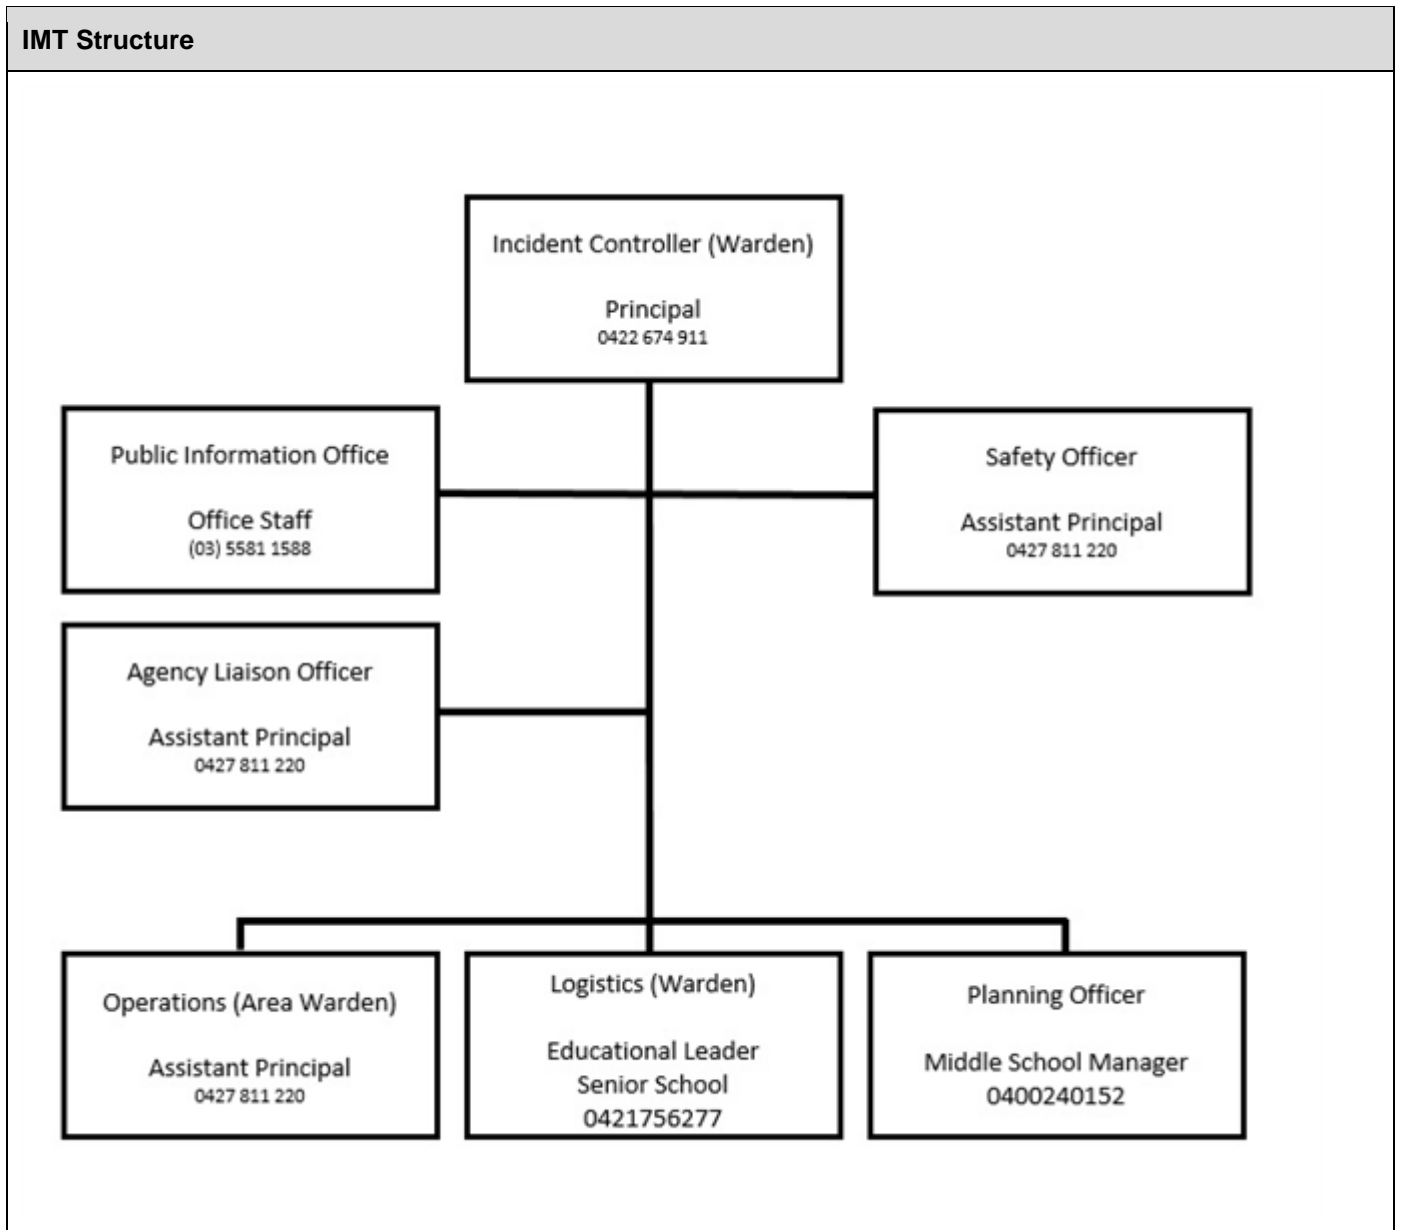 IMT Structure
Incident Controller (Warden)
Principal
0422 674 911
Public Information Office
Office Staff
(03) 5581 1588
Safety Officer
Assistant Principal
0427 811 220
Agency Liaison Officer
Assistant Principal
0427 811 220
Operations (Area Warden)
Assistant Principal
0427 811 220
Logistics (Warden)
Educational Leader
Senior School
0421756277
Planning Officer
Middle School Manager
0400240152